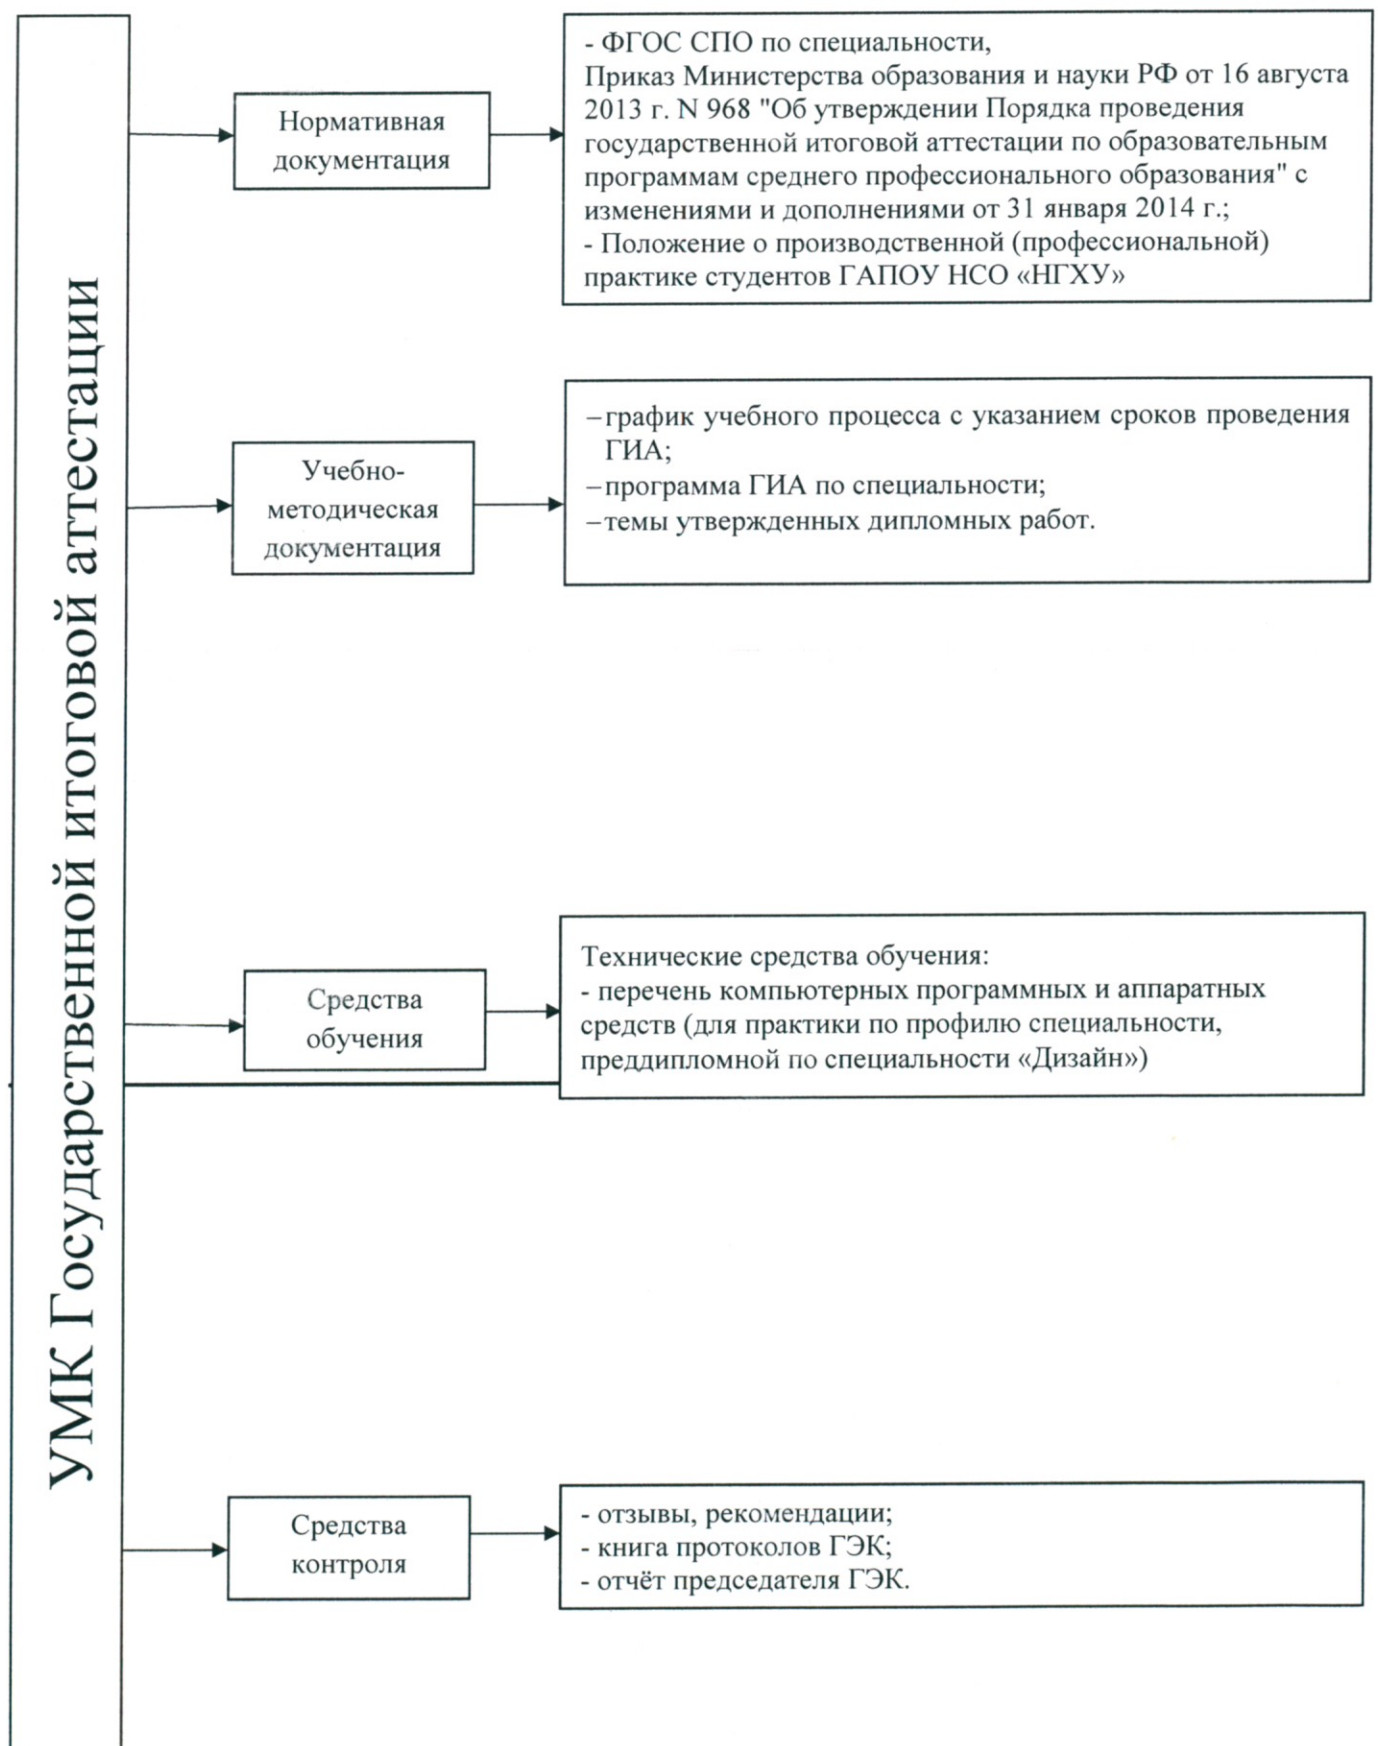 УМК Государственной итоговой аттестации
Нормативная
документация
- ФГОС СПО по специальности,
Приказ Министерства образования и науки РФ от 16 августа
2013 г. N 968 "Об утверждении Порядка проведения
государственной итоговой аттестации по образовательным
программам среднего профессионального образования" с
изменениями и дополнениями от 31 января 2014 г.;
- Положение о производственной (профессиональной)
практике студентов ГАПОУ НСО «НГХУ»
Учебно-
методическая
документация
–график учебного процесса с указанием сроков проведения
ГИА;
–программа ГИА по специальности;
–темы утвержденных дипломных работ.
Средства
обучения
Технические средства обучения:
- перечень компьютерных программных и аппаратных
средств (для практики по профилю специальности,
преддипломной по специальности «Дизайн»)
Средства
контроля
- отзывы, рекомендации;
- книга протоколов ГЭК;
- отчёт председателя ГЭК.